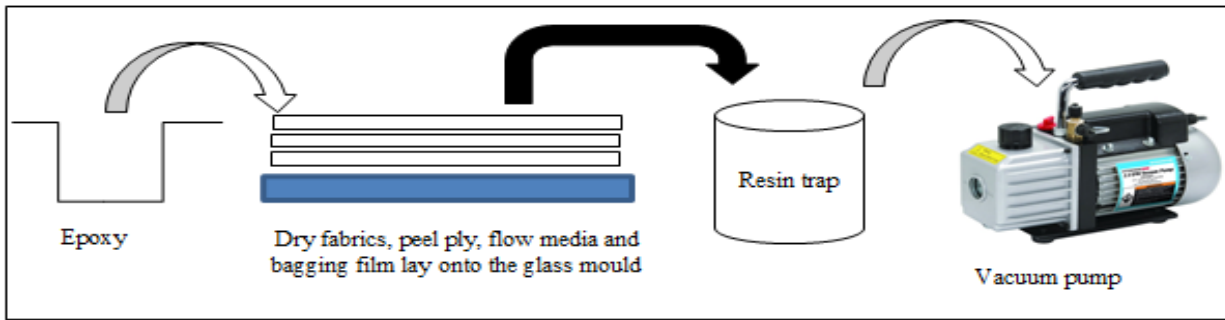 Epoxy
Dry fabrics, peel ply, flow media and
bagging film lay onto the glass mould
Resin trap
Vacuum pump